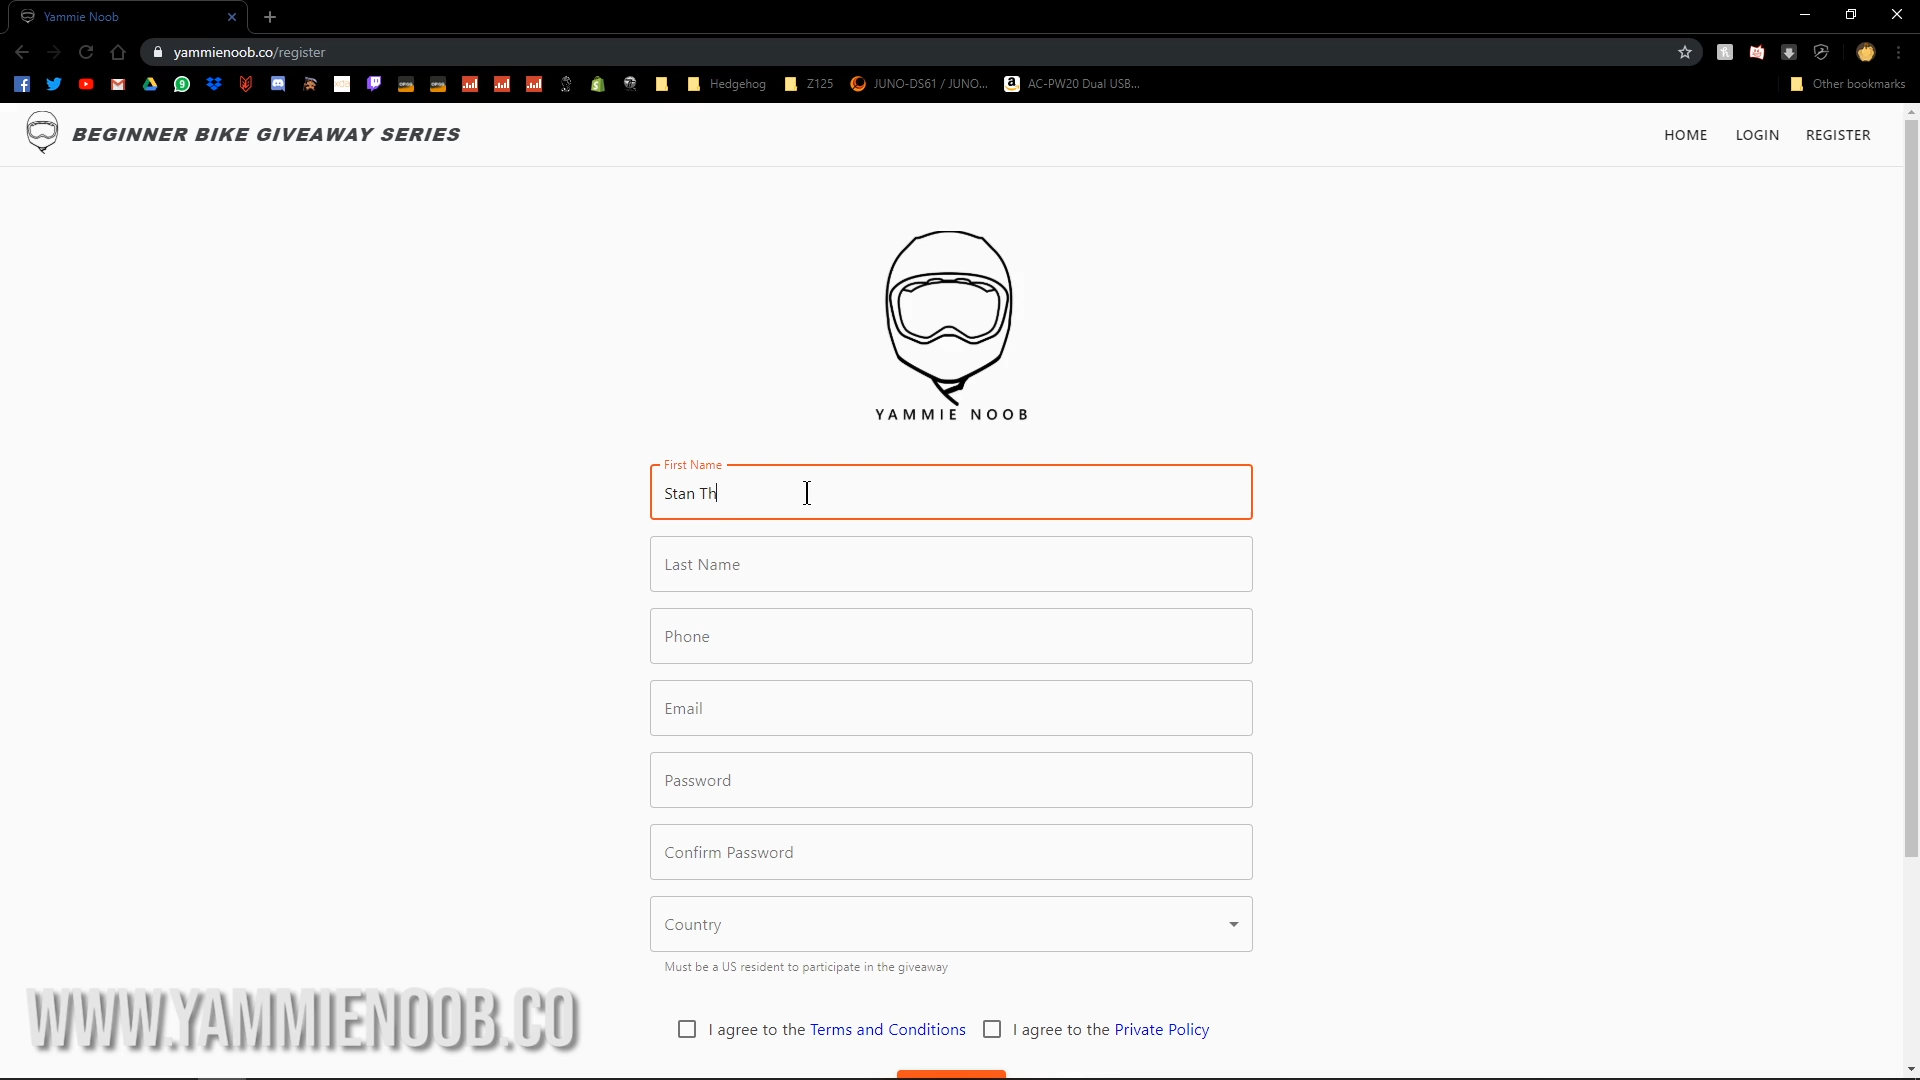 Yammie Noob
yammienoob.co/register
Hedgehog
Z125
JUNO-DS61 / JUNO...
AC-PW20 Dual USB...
Other bookmarks
BEGINNER BIKE GIVEAWAY SERIES
HOME
LOGIN
REGISTER
YAMMIE NOOB
First Name
Stan Th
Last Name
Phone
Email
Password
Confirm Password
Country
Must be a US resident to participate in the giveaway
I agree to the Terms and Conditions
I agree to the Private Policy
WWW.YAMMIENOOB.CO